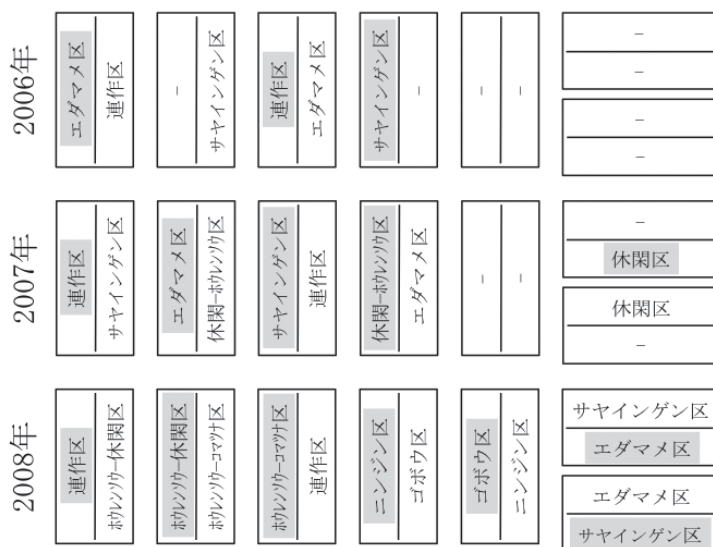 2006年
エダマメ区
連作区
−
サヤインゲン区
連作区
エダマメ区
サヤインゲン区
−
−
−
−
−
−
−
2007年
連作区
サヤインゲン区
エダマメ区
休閑−ホウレンソウ区
サヤインゲン区
連作区
休閑−ホウレンソウ区
エダマメ区
−
−
−
休閑区
休閑区
−
2008年
連作区
ホウレンソウ−休閑区
ホウレンソウ−休閑区
ホウレンソウ−コマツナ区
ホウレンソウ−コマツナ区
連作区
ニンジン区
ゴボウ区
ゴボウ区
ニンジン区
サヤインゲン区
エダマメ区
エダマメ区
サヤインゲン区